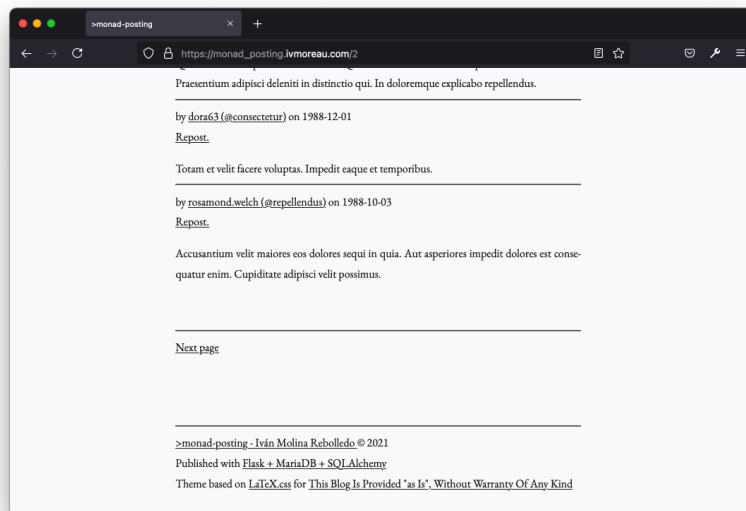 >monad-posting
https://monad_posting.ivmoreau.com/2
Praesentium adipisci deleniti in distinctio qui. In doloremque explicabo repellendus.
by dora63 (@consectetur) on 1988-12-01
Repost.
Totam et velit facere voluptas. Impedit eaque et temporibus.
by rosamond.welch (@repellendus) on 1988-10-03
Repost.
Accusantium velit maiores eos dolores sequi in quia. Aut asperiores impedit dolores est conse-
quatur enim. Cupiditate adipisci velit possimus.
Next page
>monad-posting - Iván Molina Rebolledo © 2021
Published with Flask + MariaDB + SQLAlchemy
Theme based on LaTeX.css for This Blog Is Provided "as Is", Without Warranty Of Any Kind